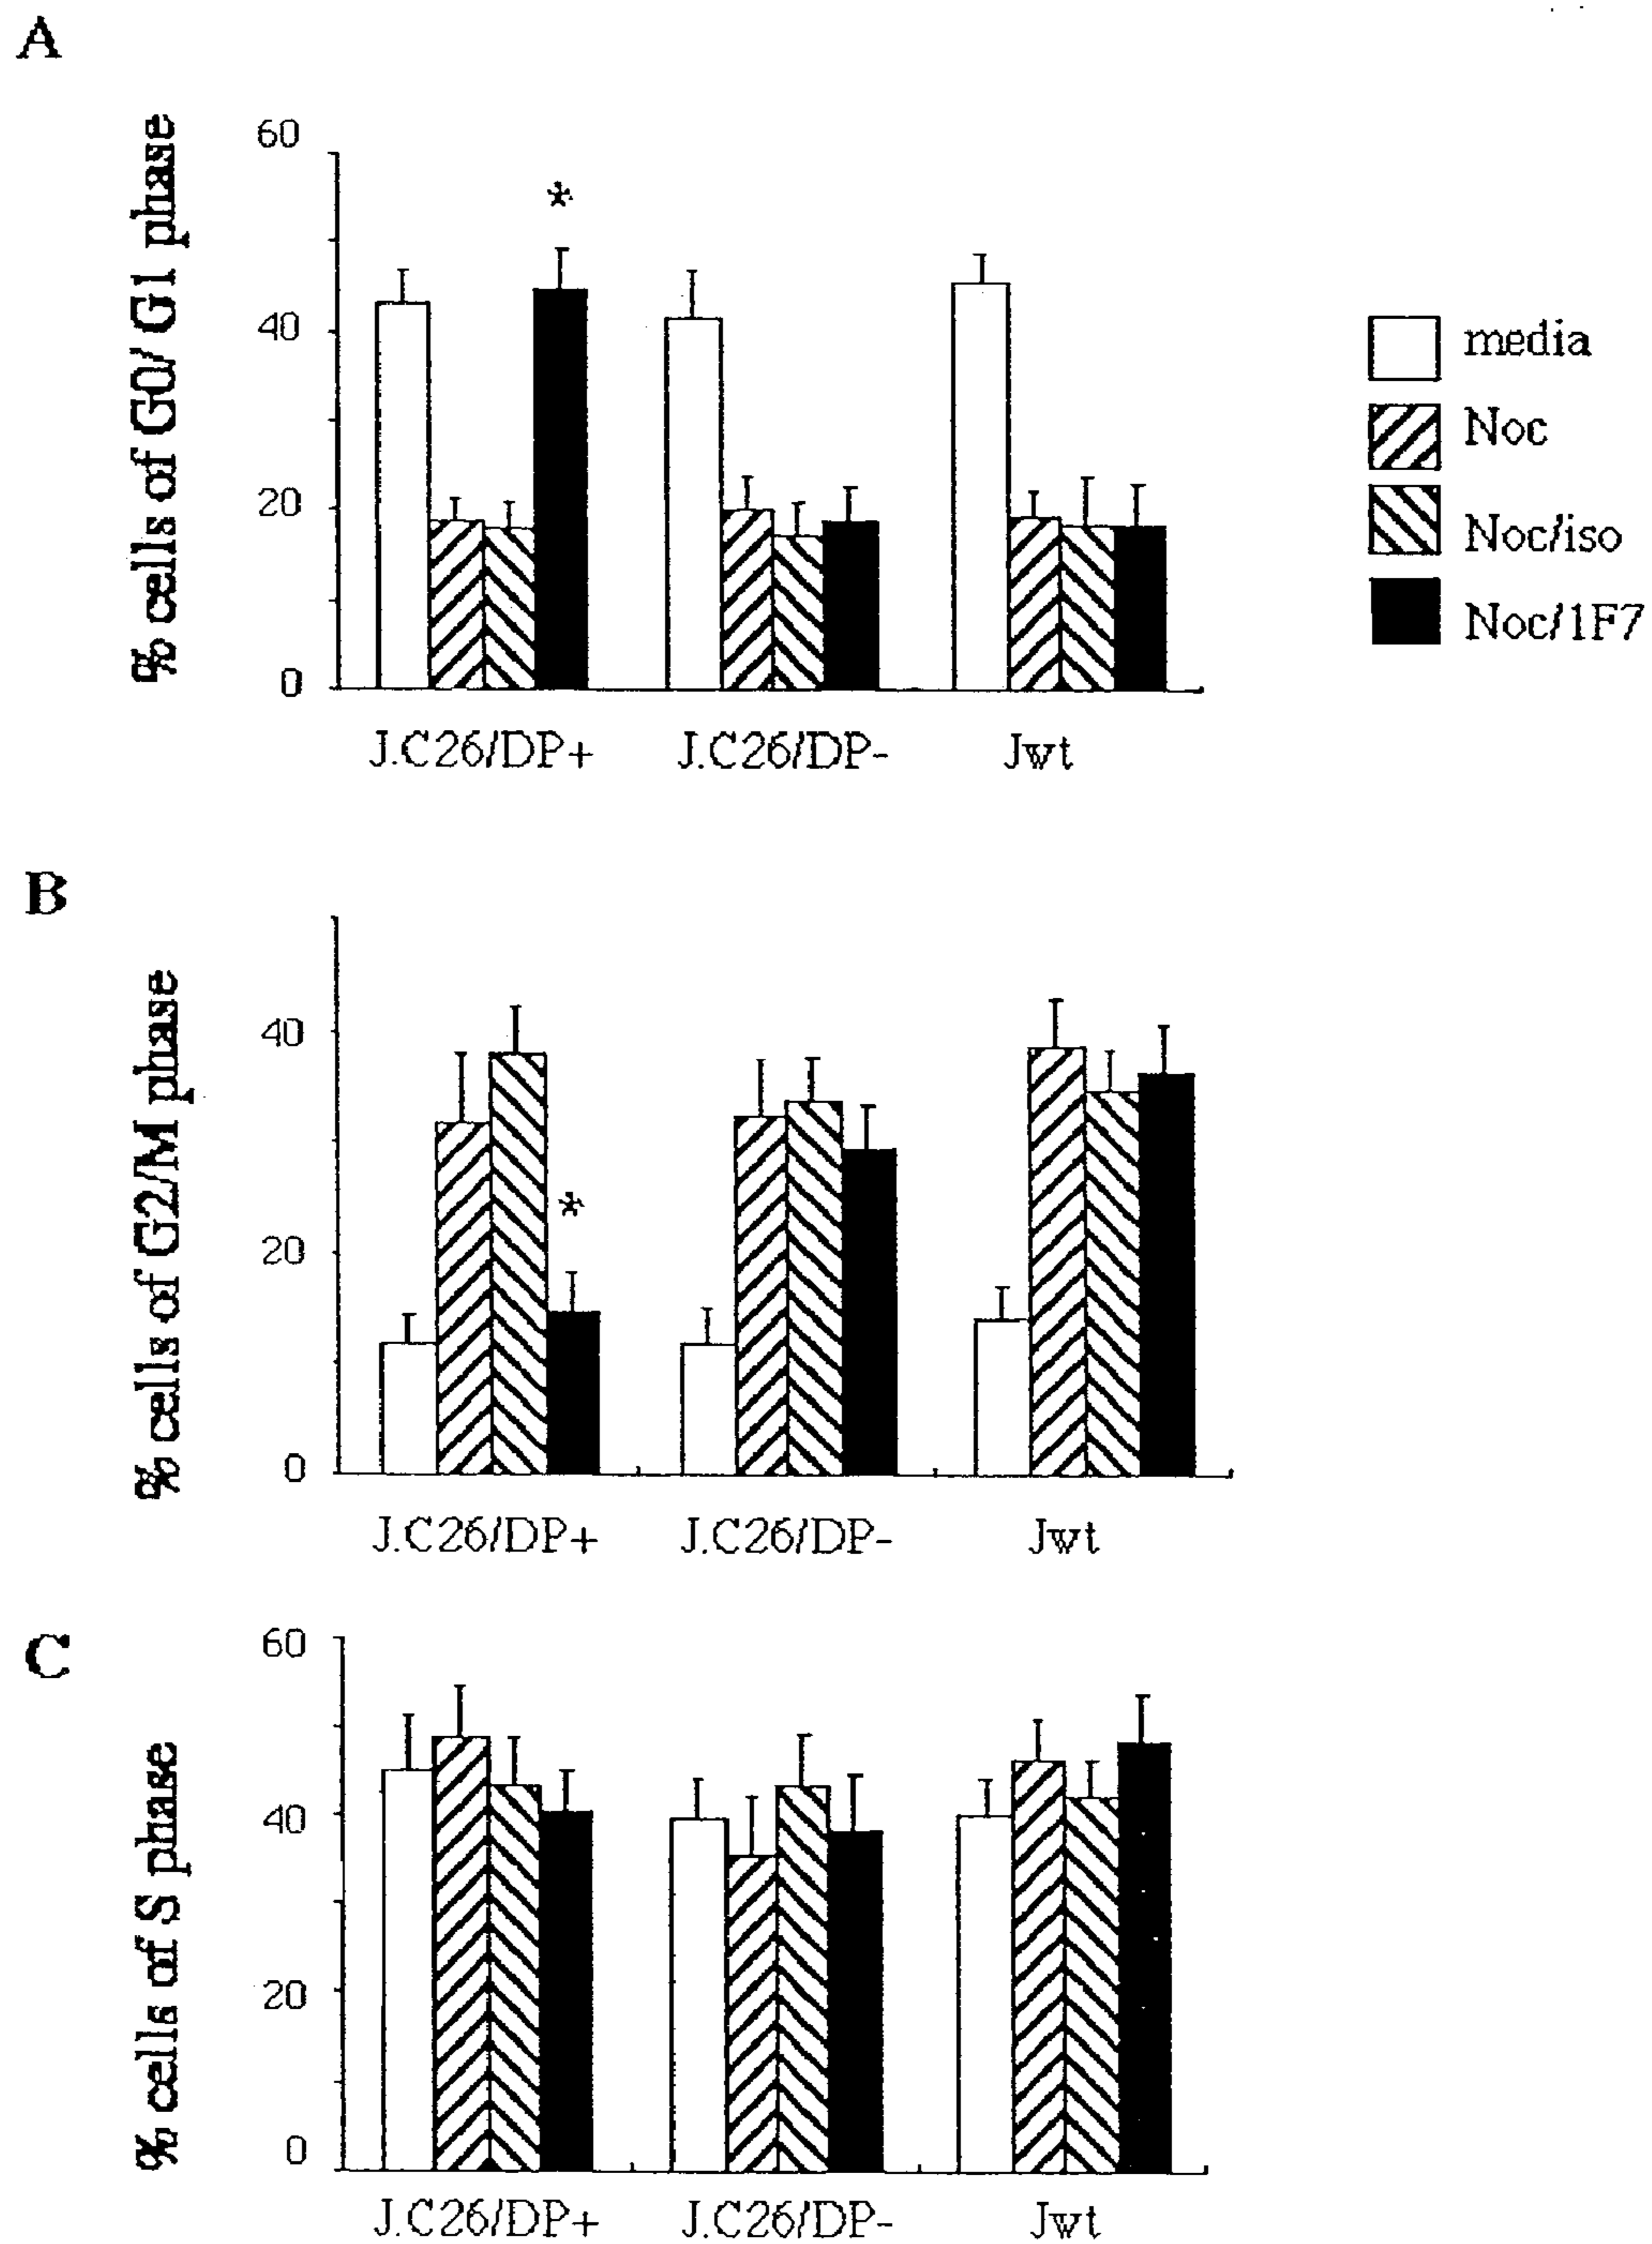 A
% cells of G0/ G1 phase
60
40
20
0
*
J.C26/DP+ J.C26/DP- Jwt
media
Noc
Noc/iso
Noc/1F7
B
% cells of G2/M phase
40
20
0
*
J.C26/DP+ J.C26/DP- Jwt
C
% cells of S phase
60
40
20
0
J.C26/DP+ J.C26/DP- Jwt